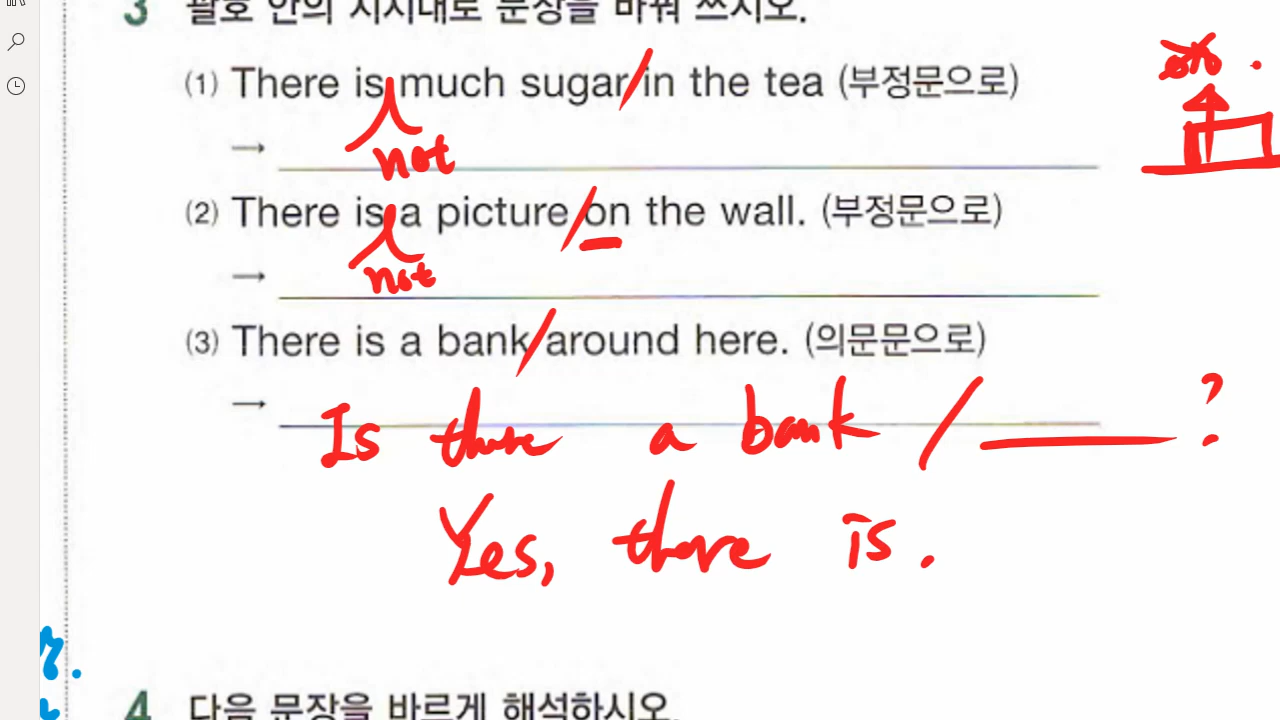 3 괄호 안의 지시대로 문장을 바꿔 쓰시오.
(1) There is much sugar / in the tea (부정문으로)
→ not
(2) There is a picture / on the wall. (부정문으로)
→ not
(3) There is a bank / around here. (의문문으로)
→ Is there a bank / ?
Yes, there is.
4 다음 문장을 바르게 해석하시오.